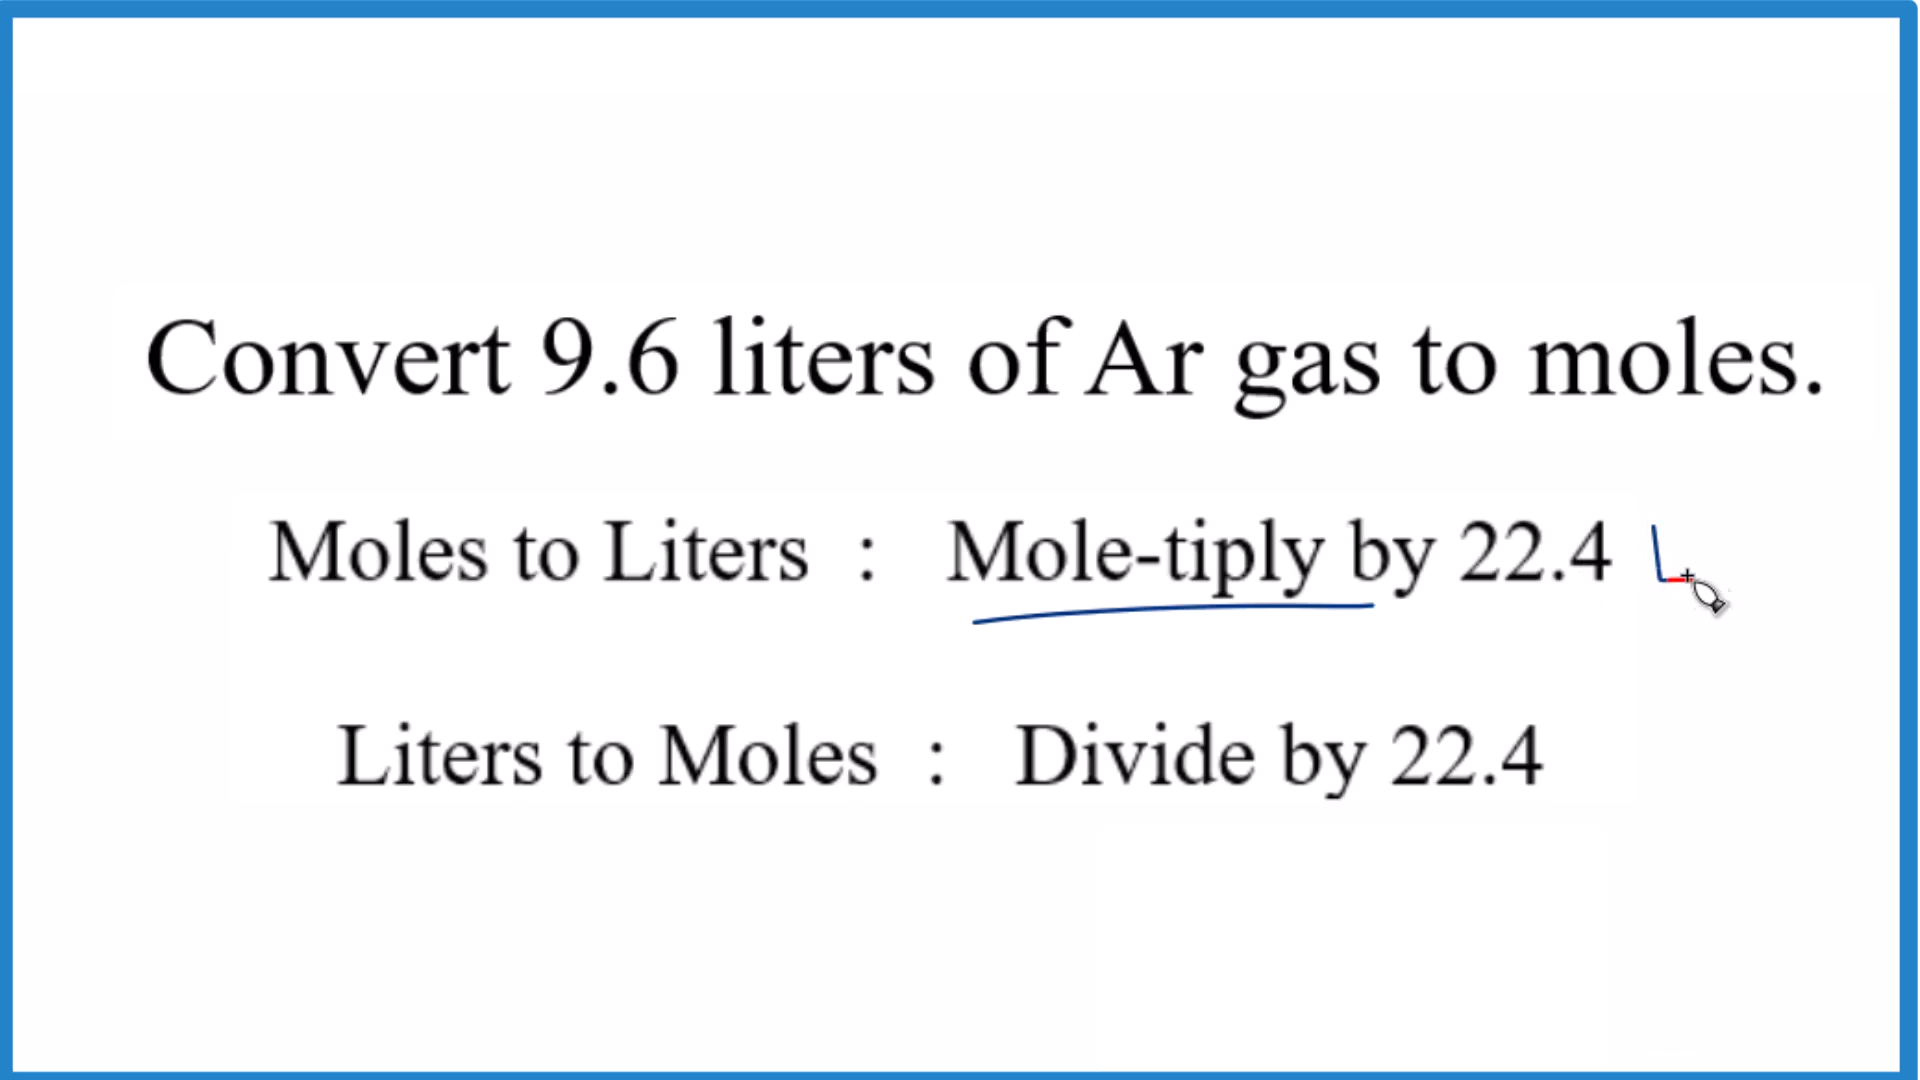 Convert 9.6 liters of Ar gas to moles.
Moles to Liters : Mole-tiply by 22.4 L
Liters to Moles : Divide by 22.4